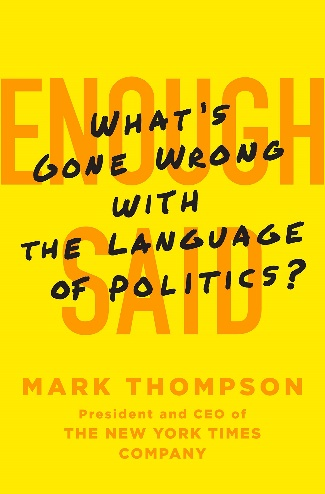 ENOUGH
WHAT'S
GONE WRONG
WITH
THE LANGUAGE
OF POLITICS?
SAID
MARK THOMPSON
President and CEO of
THE NEW YORK TIMES
COMPANY